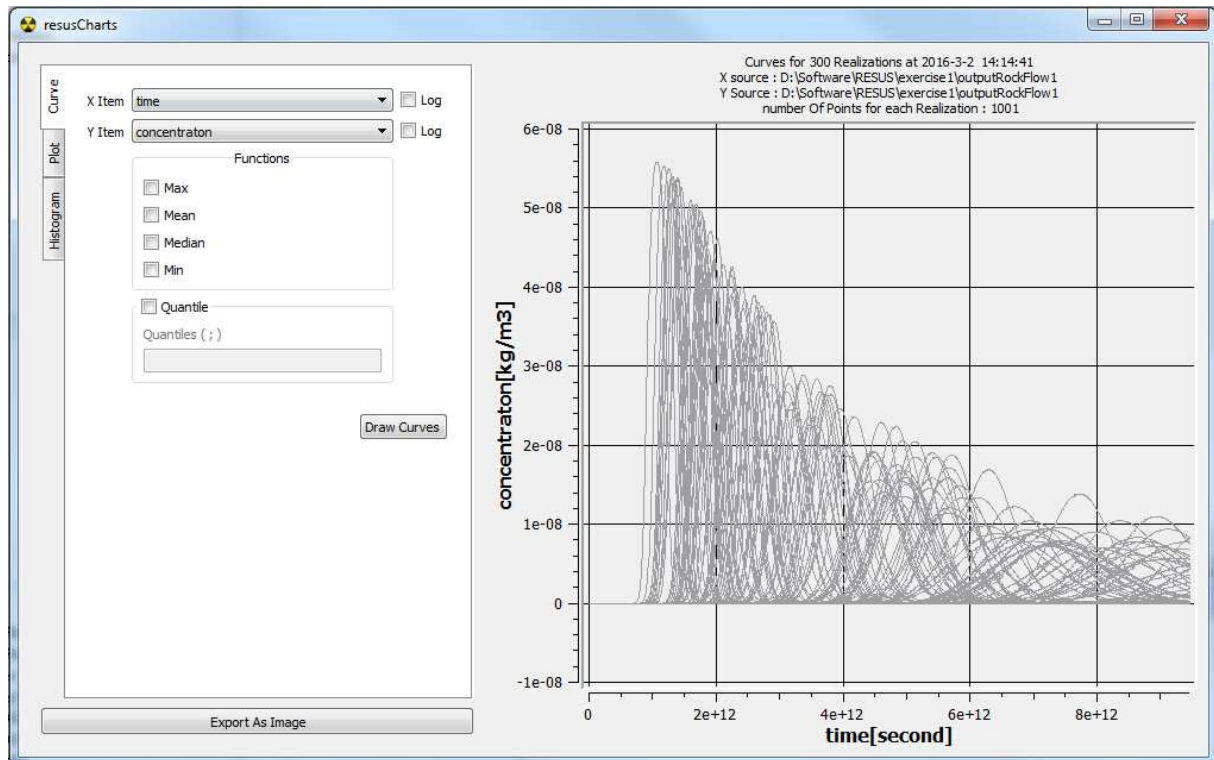 resusCharts
Curve
Plot
Histogram
X Item time Log
Y Item concentraton Log
Functions
Max
Mean
Median
Min
Quantile
Quantiles ( ; )
Draw Curves
Export As Image
Curves for 300 Realizations at 2016-3-2 14:14:41
X source : D:\Software\RESUS\exercise1\outputRockFlow1
Y Source : D:\Software\RESUS\exercise1\outputRockFlow1
number Of Points for each Realization : 1001
concentraton[kg/m3]
6e-08
5e-08
4e-08
3e-08
2e-08
1e-08
0
-1e-08
0 2e+12 4e+12 6e+12 8e+12
time[second]